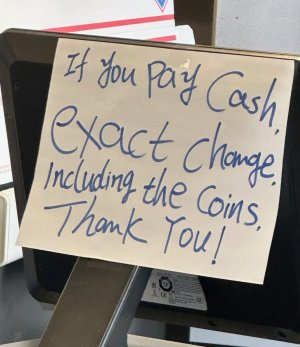 If You Pay Cash,
exact change
Including the Coins.
Thank You!